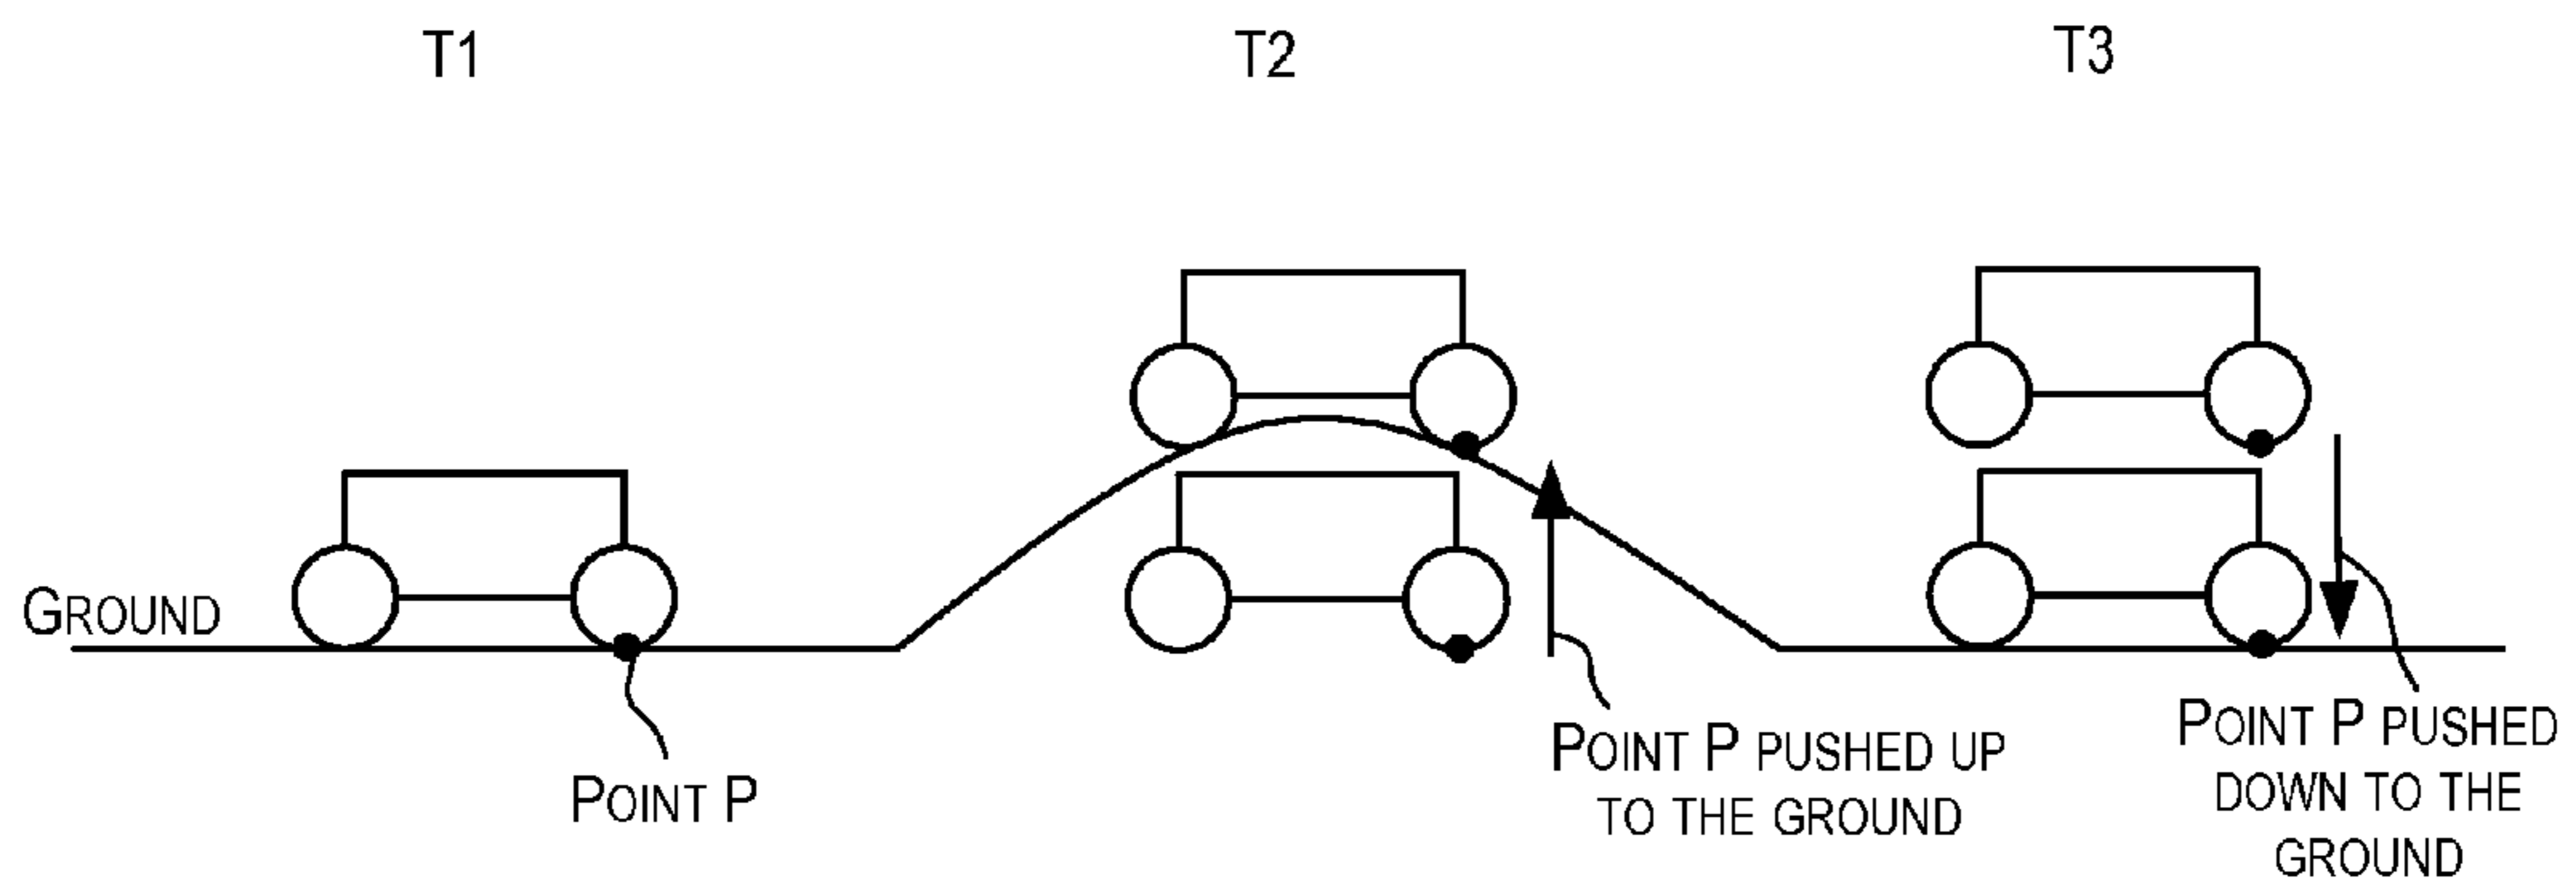 T1 T2 T3
GROUND
POINT P
POINT P PUSHED UP
TO THE GROUND
POINT P PUSHED
DOWN TO THE
GROUND